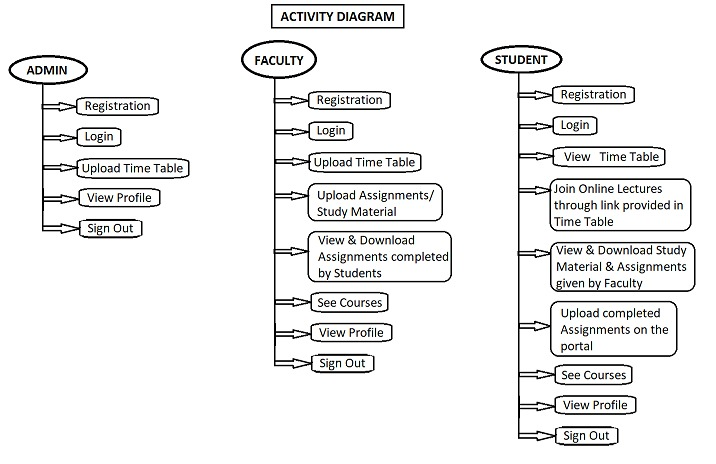 ACTIVITY DIAGRAM
ADMIN
Registration
Login
Upload Time Table
View Profile
Sign Out
FACULTY
Registration
Login
Upload Time Table
Upload Assignments/
Study Material
View & Download
Assignments completed
by Students
See Courses
View Profile
Sign Out
STUDENT
Registration
Login
View Time Table
Join Online Lectures
through link provided in
Time Table
View & Download Study
Material & Assignments
given by Faculty
Upload completed
Assignments on the
portal
See Courses
View Profile
Sign Out